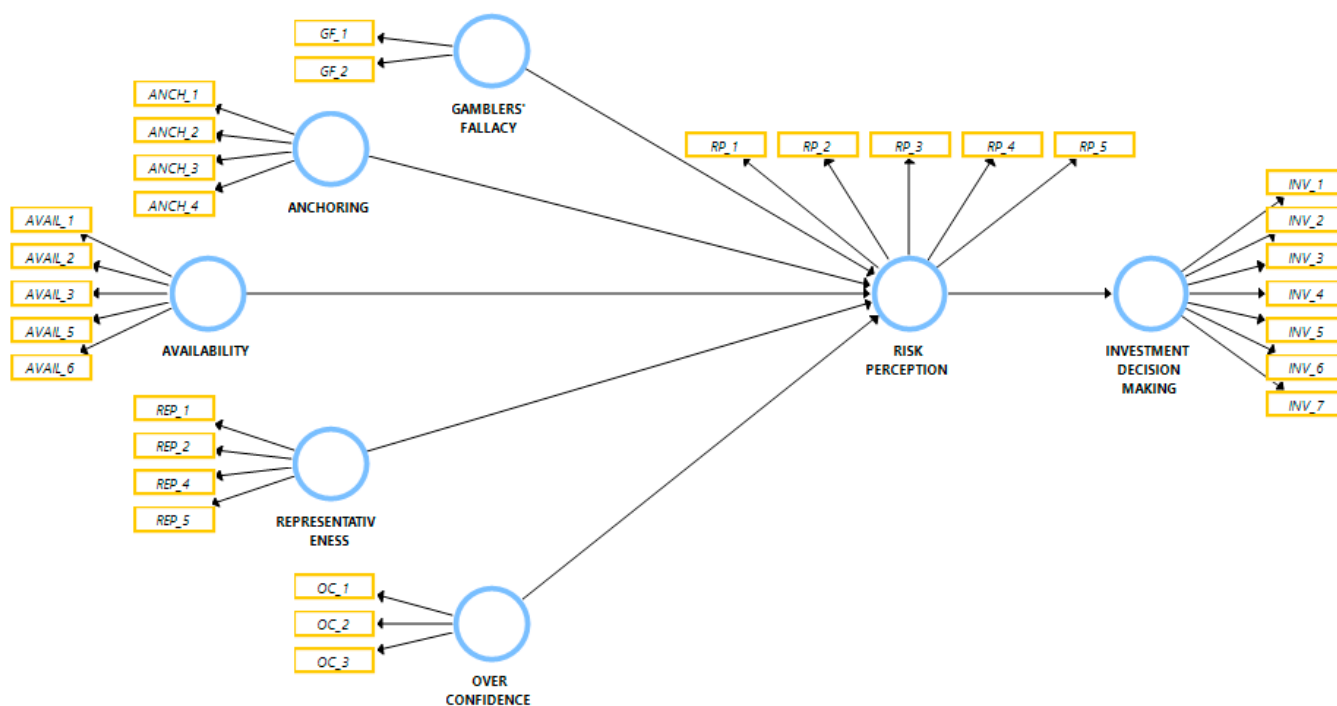 GF_1
GF_2
GAMBLERS'
FALLACY
ANCH_1
ANCH_2
ANCH_3
ANCH_4
ANCHORING
AVAIL_1
AVAIL_2
AVAIL_3
AVAIL_5
AVAIL_6
AVAILABILITY
REP_1
REP_2
REP_4
REP_5
REPRESENTATIV
ENESS
OC_1
OC_2
OC_3
OVER
CONFIDENCE
RP_1
RP_2
RP_3
RP_4
RP_5
RISK
PERCEPTION
INV_1
INV_2
INV_3
INV_4
INV_5
INV_6
INV_7
INVESTMENT
DECISION
MAKING